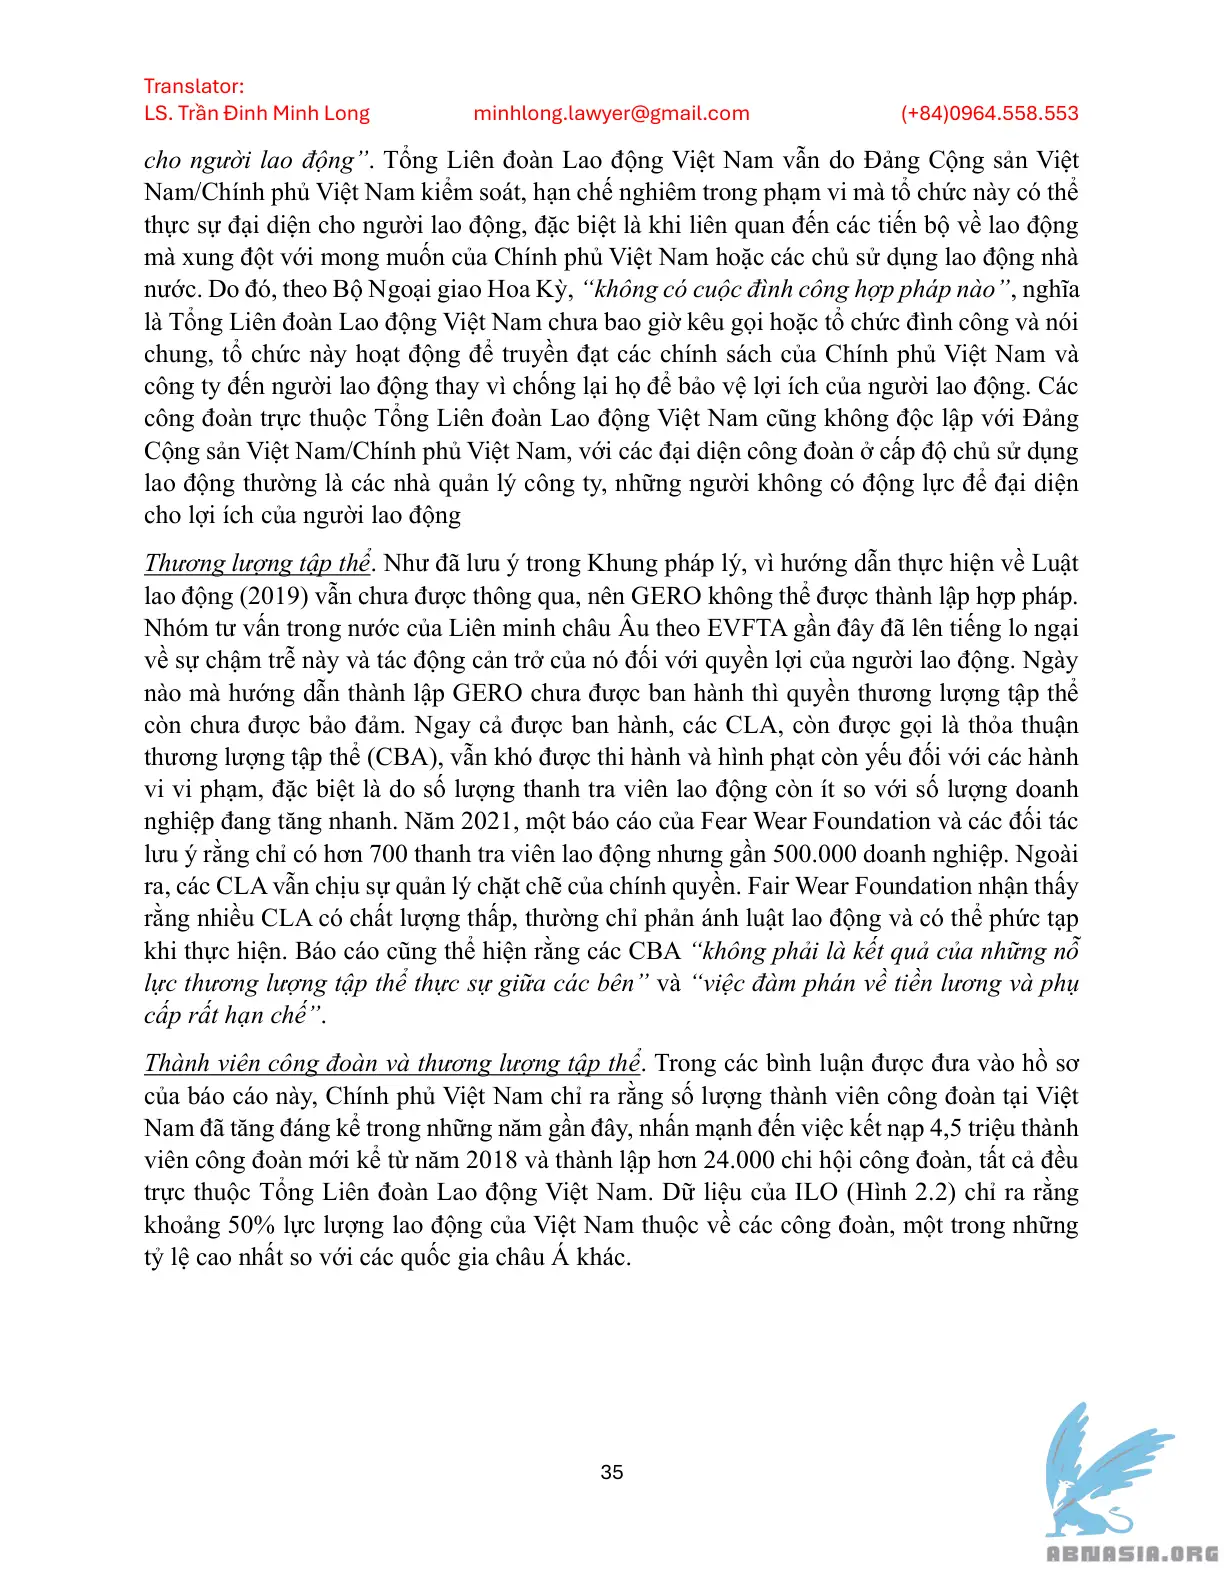 Translator:
LS. Trần Đinh Minh Long minhlong.lawyer@gmail.com (+84)0964.558.553
cho người lao động”. Tổng Liên đoàn Lao động Việt Nam vẫn do Đảng Cộng sản Việt
Nam/Chính phủ Việt Nam kiểm soát, hạn chế nghiêm trong phạm vi mà tổ chức này có thể
thực sự đại diện cho người lao động, đặc biệt là khi liên quan đến các tiến bộ về lao động
mà xung đột với mong muốn của Chính phủ Việt Nam hoặc các chủ sử dụng lao động nhà
nước. Do đó, theo Bộ Ngoại giao Hoa Kỳ, “không có cuộc đình công hợp pháp nào”, nghĩa
là Tổng Liên đoàn Lao động Việt Nam chưa bao giờ kêu gọi hoặc tổ chức đình công và nói
chung, tổ chức này hoạt động để truyền đạt các chính sách của Chính phủ Việt Nam và
công ty đến người lao động thay vì chống lại họ để bảo vệ lợi ích của người lao động. Các
công đoàn trực thuộc Tổng Liên đoàn Lao động Việt Nam cũng không độc lập với Đảng
Cộng sản Việt Nam/Chính phủ Việt Nam, với các đại diện công đoàn ở cấp độ chủ sử dụng
lao động thường là các nhà quản lý công ty, những người không có động lực để đại diện
cho lợi ích của người lao động
Thương lượng tập thể. Như đã lưu ý trong Khung pháp lý, vì hướng dẫn thực hiện về Luật
lao động (2019) vẫn chưa được thông qua, nên GERO không thể được thành lập hợp pháp.
Nhóm tư vấn trong nước của Liên minh châu Âu theo EVFTA gần đây đã lên tiếng lo ngại
về sự chậm trễ này và tác động cản trở của nó đối với quyền lợi của người lao động. Ngày
nào mà hướng dẫn thành lập GERO chưa được ban hành thì quyền thương lượng tập thể
còn chưa được bảo đảm. Ngay cả được ban hành, các CLA, còn được gọi là thỏa thuận
thương lượng tập thể (CBA), vẫn khó được thi hành và hình phạt còn yếu đối với các hành
vi vi phạm, đặc biệt là do số lượng thanh tra viên lao động còn ít so với số lượng doanh
nghiệp đang tăng nhanh. Năm 2021, một báo cáo của Fear Wear Foundation và các đối tác
lưu ý rằng chỉ có hơn 700 thanh tra viên lao động nhưng gần 500.000 doanh nghiệp. Ngoài
ra, các CLA vẫn chịu sự quản lý chặt chẽ của chính quyền. Fair Wear Foundation nhận thấy
rằng nhiều CLA có chất lượng thấp, thường chỉ phản ánh luật lao động và có thể phức tạp
khi thực hiện. Báo cáo cũng thể hiện rằng các CBA “không phải là kết quả của những nỗ
lực thương lượng tập thể thực sự giữa các bên” và “việc đàm phán về tiền lương và phụ
cấp rất hạn chế”.
Thành viên công đoàn và thương lượng tập thể. Trong các bình luận được đưa vào hồ sơ
của báo cáo này, Chính phủ Việt Nam chỉ ra rằng số lượng thành viên công đoàn tại Việt
Nam đã tăng đáng kể trong những năm gần đây, nhấn mạnh đến việc kết nạp 4,5 triệu thành
viên công đoàn mới kể từ năm 2018 và thành lập hơn 24.000 chi hội công đoàn, tất cả đều
trực thuộc Tổng Liên đoàn Lao động Việt Nam. Dữ liệu của ILO (Hình 2.2) chỉ ra rằng
khoảng 50% lực lượng lao động của Việt Nam thuộc về các công đoàn, một trong những
tỷ lệ cao nhất so với các quốc gia châu Á khác.
35
ABNASIA.ORG